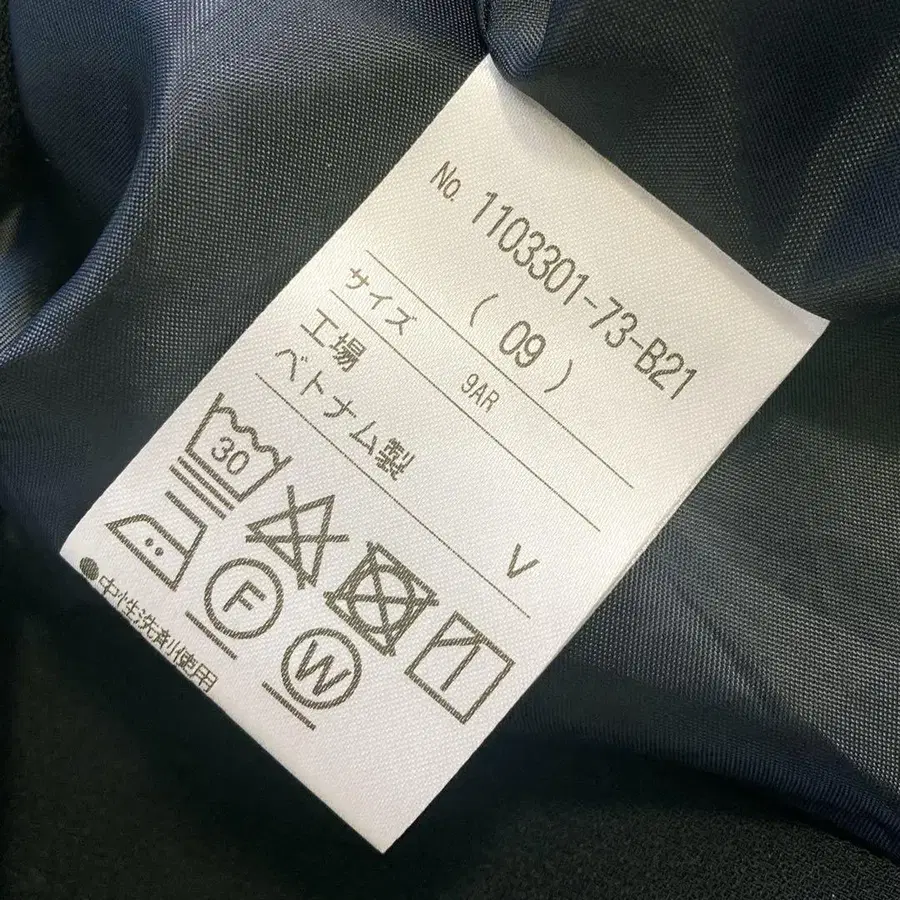 No. 1103301-73-B21
( 09 )
サイズ 9AR
工場 V
ベトナム製
30
F
W
●中性洗剤使用